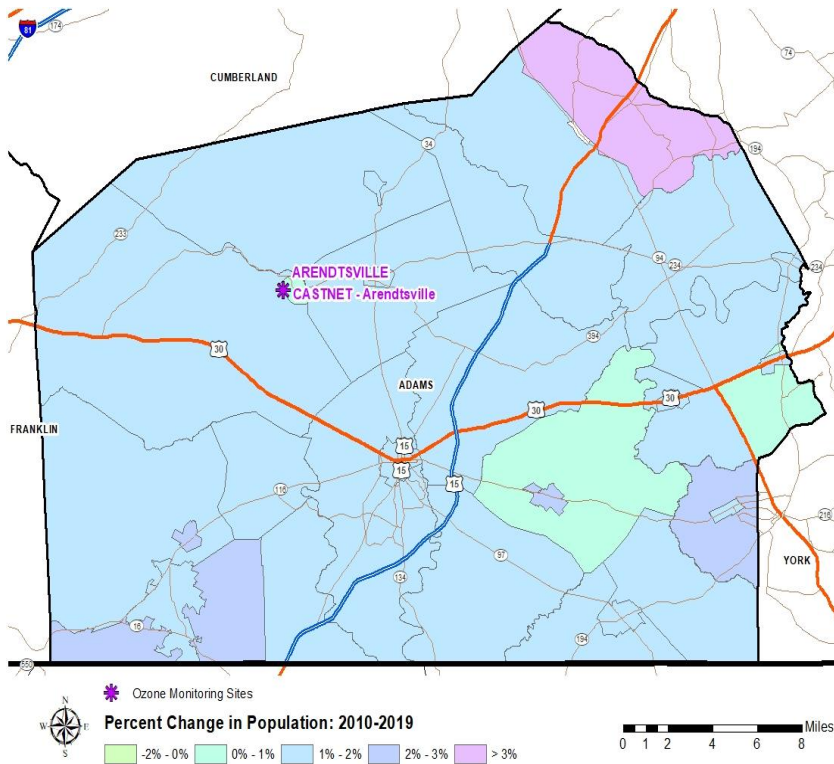 81
174
CUMBERLAND
74
34
194
233
94
234
234
ARENDTSVILLE
CASTNET - Arendtsville
30
394
ADAMS
30
30
FRANKLIN
15
15
15
116
216
97
YORK
134
16
194
550
Ozone Monitoring Sites
N
W E
S
Percent Change in Population: 2010-2019
-2% - 0%
0% - 1%
1% - 2%
2% - 3%
> 3%
Miles
0 1 2 4 6 8